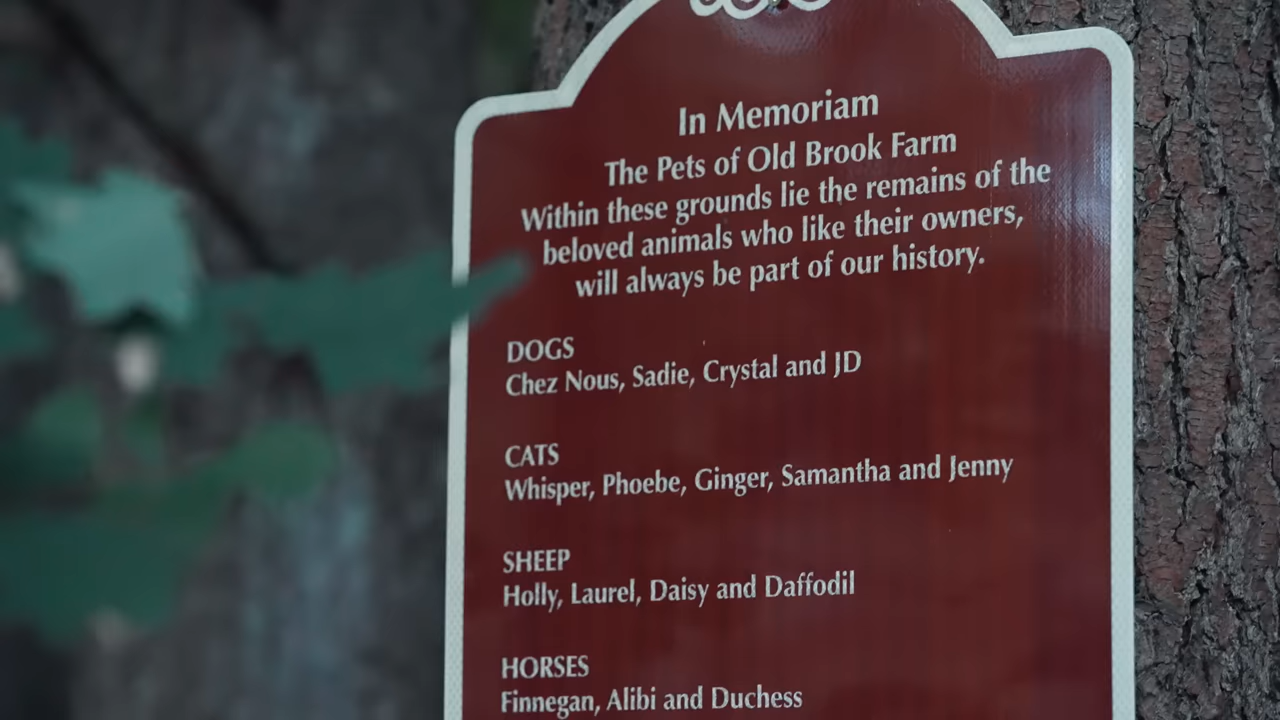 In Memoriam
The Pets of Old Brook Farm
Within these grounds lie the remains of the
beloved animals who like their owners,
will always be part of our history.
DOGS
Chez Nous, Sadie, Crystal and JD
CATS
Whisper, Phoebe, Ginger, Samantha and Jenny
SHEEP
Holly, Laurel, Daisy and Daffodil
HORSES
Finnegan, Alibi and Duchess